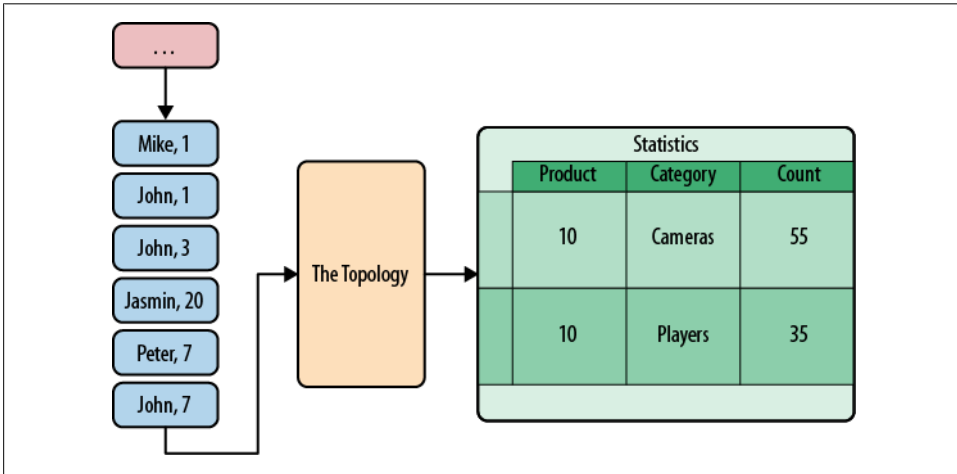 ...
Mike, 1
John, 1
John, 3
Jasmin, 20
Peter, 7
John, 7
The Topology
Statistics
Product Category Count
10 Cameras 55
10 Players 35